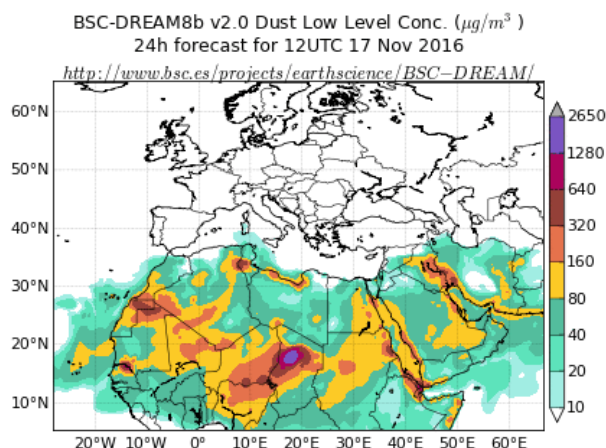 BSC-DREAM8b v2.0 Dust Low Level Conc. (μg/m³ )
24h forecast for 12UTC 17 Nov 2016
http://www.bsc.es/projects/earthscience/BSC−DREAM/
60°N
50°N
40°N
30°N
20°N
10°N
20°W 10°W 0° 10°E 20°E 30°E 40°E 50°E 60°E
2650
1280
640
320
160
80
40
20
10